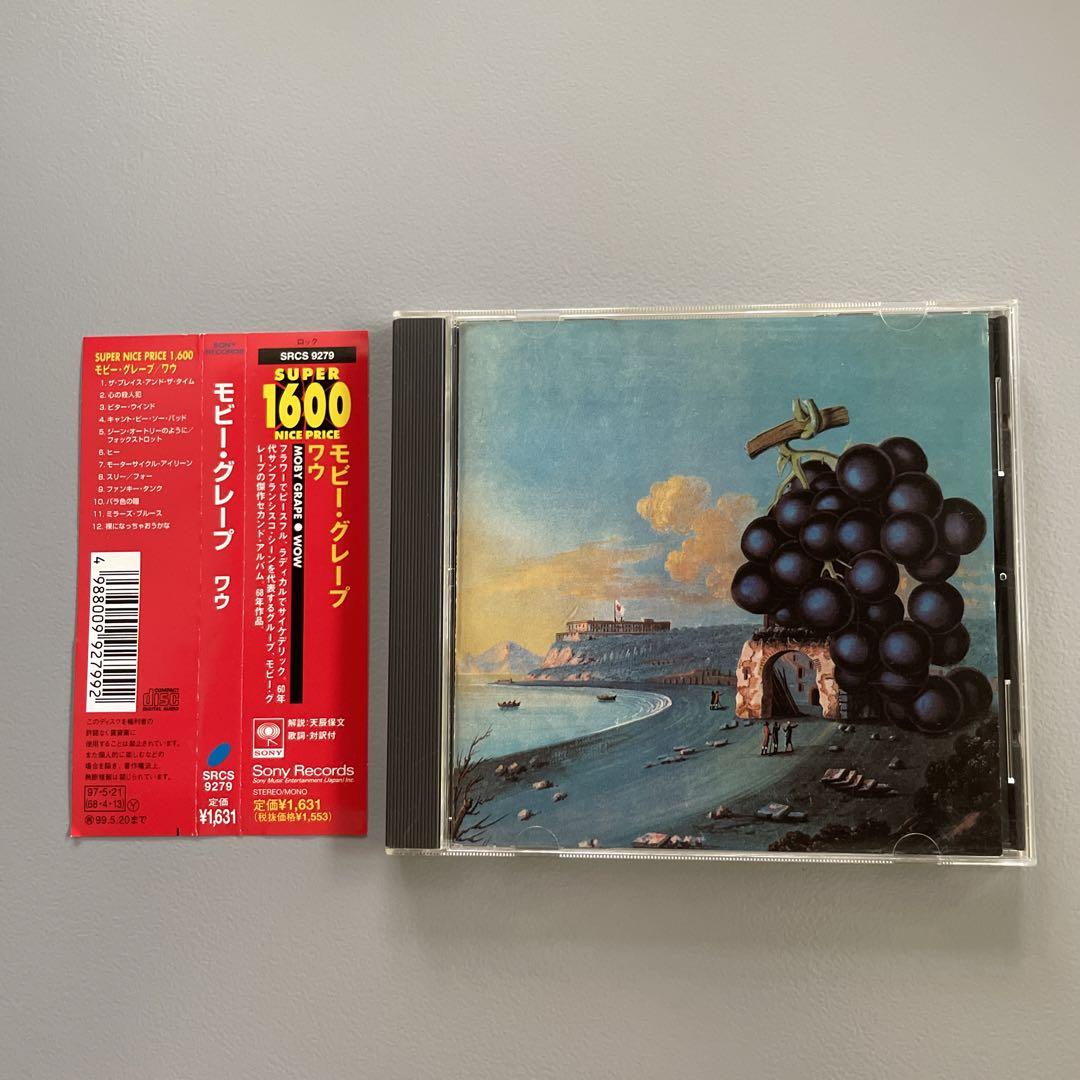 SUPER NICE PRICE 1,600
モビー・グレープ/ワウ
1. ザ・プレイス・アンド・ザ・タイム
2. 心の殺人犯
3. ビター・ウインド
4. キャント・ビー・ソー・バッド
5. ジーン・オートリーのように/
フォックストロット
6. ヒー
7. モーターサイクル・アイリーン
8. スリー/フォー
9. ファンキー・タンク
10. バラ色の瞳
11. ミラーズ・ブルース
12. 裸になっちゃおうかな
4988009927992
COMPACT
disc
DIGITAL AUDIO
このディスクを権利者の
許諾なく賃貸業に
使用することは禁止されています。
また個人的に楽しむなどの
場合を除き、著作権法上、
無断複製は禁じられています。
97・5・21
(68・4・13)
Y
99.5.20まで
SONY
RECORDS
モビー・グレープ ワウ
SRCS
9279
定価
¥1,631
ロック
SRCS 9279
SUPER
1600
NICE PRICE
モビー・グレープ
ワウ
MOBY GRAPE ● WOW
フラワーでピースフル、ラディカルでサイケデリック、60年
代サンフランシスコ・シーンを代表するグループ、モビー・グ
レープの傑作セカンド・アルバム。68年作品。
解説:天辰保文
歌詞・対訳付
SONY
Sony Records
Sony Music Entertainment (Japan) Inc.
STEREO/MONO
定価¥1,631
(税抜価格¥1,553)